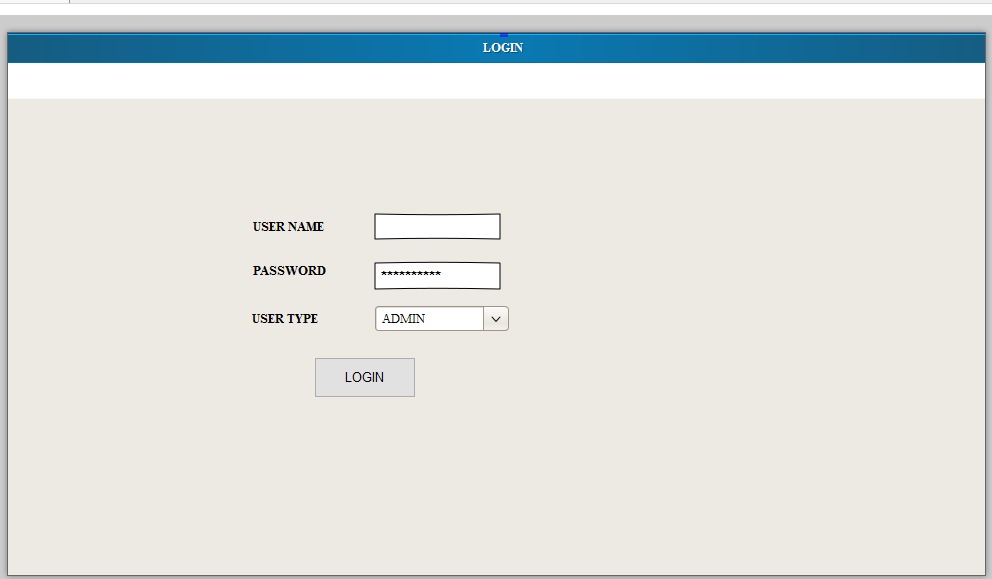 LOGIN
USER NAME
PASSWORD **********
USER TYPE ADMIN
LOGIN